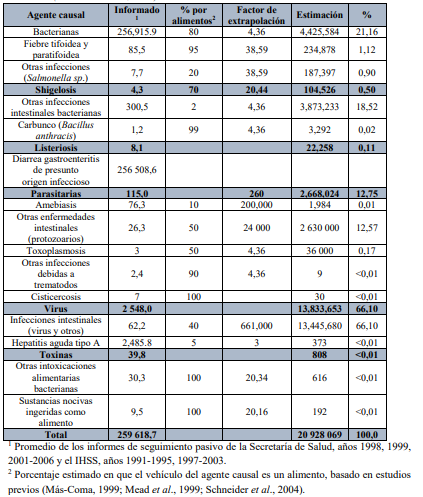 Agente causal Informado 1 % por alimentos2 Factor de extrapolación Estimación %
Bacterianas 256,915.9 80 4,36 4,425,584 21,16
Fiebre tifoidea y paratifoidea 85,5 95 38,59 234,878 1,12
Otras infecciones (Salmonella sp.) 7,7 20 38,59 187,397 0,90
Shigelosis 4,3 70 20,44 104,526 0,50
Otras infecciones intestinales bacterianas 300,5 2 4,36 3,873,233 18,52
Carbunco (Bacillus anthracis) 1,2 99 4,36 3,292 0,02
Listeriosis 8,1 22,258 0,11
Diarrea gastroenteritis de presunto origen infeccioso 256 508,6
Parasitarias 115,0 260 2,668,024 12,75
Amebiasis 76,3 10 200,000 1,984 0,01
Otras enfermedades intestinales (protozoarios) 26,3 50 24 000 2 630 000 12,57
Toxoplasmosis 3 50 4,36 36 000 0,17
Otras infecciones debidas a trematodos 2,4 90 4,36 9 <0,01
Cisticercosis 7 100 30 <0,01
Virus 2 548,0 13,833,653 66,10
Infecciones intestinales (virus y otros) 62,2 40 661,000 13,445,680 66,10
Hepatitis aguda tipo A 2,485.8 5 3 373 <0,01
Toxinas 39,8 808 <0,01
Otras intoxicaciones alimentarias bacterianas 30,3 100 20,34 616 <0,01
Sustancias nocivas ingeridas como alimento 9,5 100 20,16 192 <0,01
Total 259 618,7 20 928 069 100,0
1 Promedio de los informes de seguimiento pasivo de la Secretaría de Salud, años 1998, 1999,
2001-2006 y el IHSS, años 1991-1995, 1997-2003.
2 Porcentaje estimado en que el vehículo del agente causal es un alimento, basado en estudios
previos (Más-Coma, 1999; Mead et al., 1999; Schneider et al., 2004).